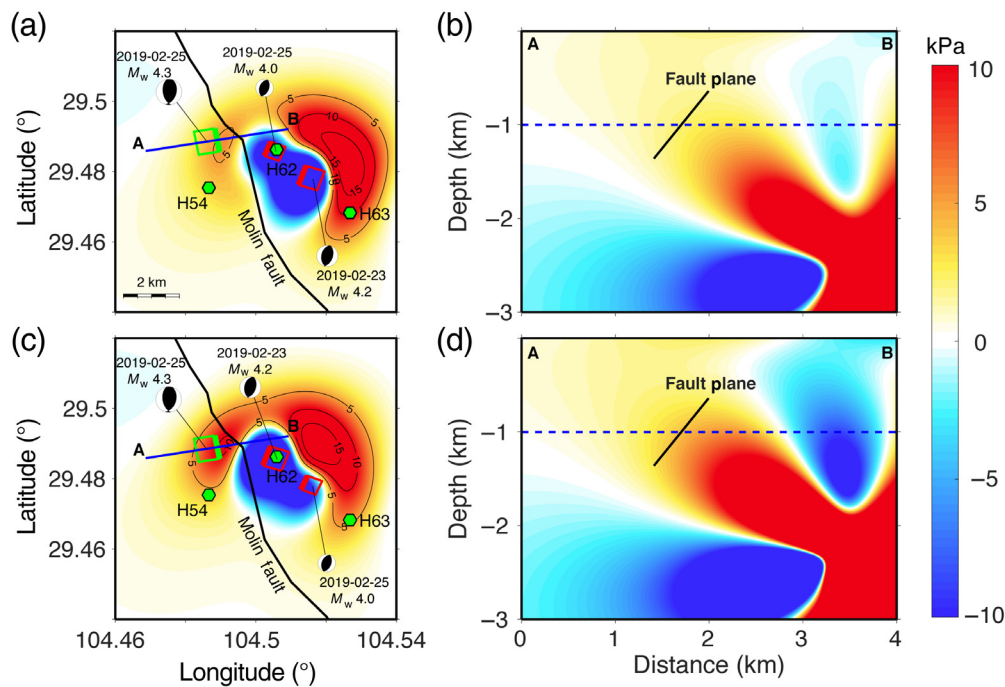 (a)
2019-02-25
Mw 4.3
2019-02-25
Mw 4.0
29.5
29.48
29.46
Latitude (°)
A
B
5
5
10
15
15
10
5
H62
H54
H63
Molin fault
2 km
2019-02-23
Mw 4.2
(b)
A
B
Fault plane
−1
−2
−3
Depth (km)
kPa
10
5
0
−5
−10
(c)
2019-02-25
Mw 4.3
2019-02-23
Mw 4.2
29.5
29.48
29.46
Latitude (°)
A
B
5
5
5
15
10
5
H62
H54
H63
Molin fault
2019-02-25
Mw 4.0
104.46
104.5
104.54
Longitude (°)
(d)
A
B
Fault plane
−1
−2
−3
Depth (km)
0
1
2
3
4
Distance (km)